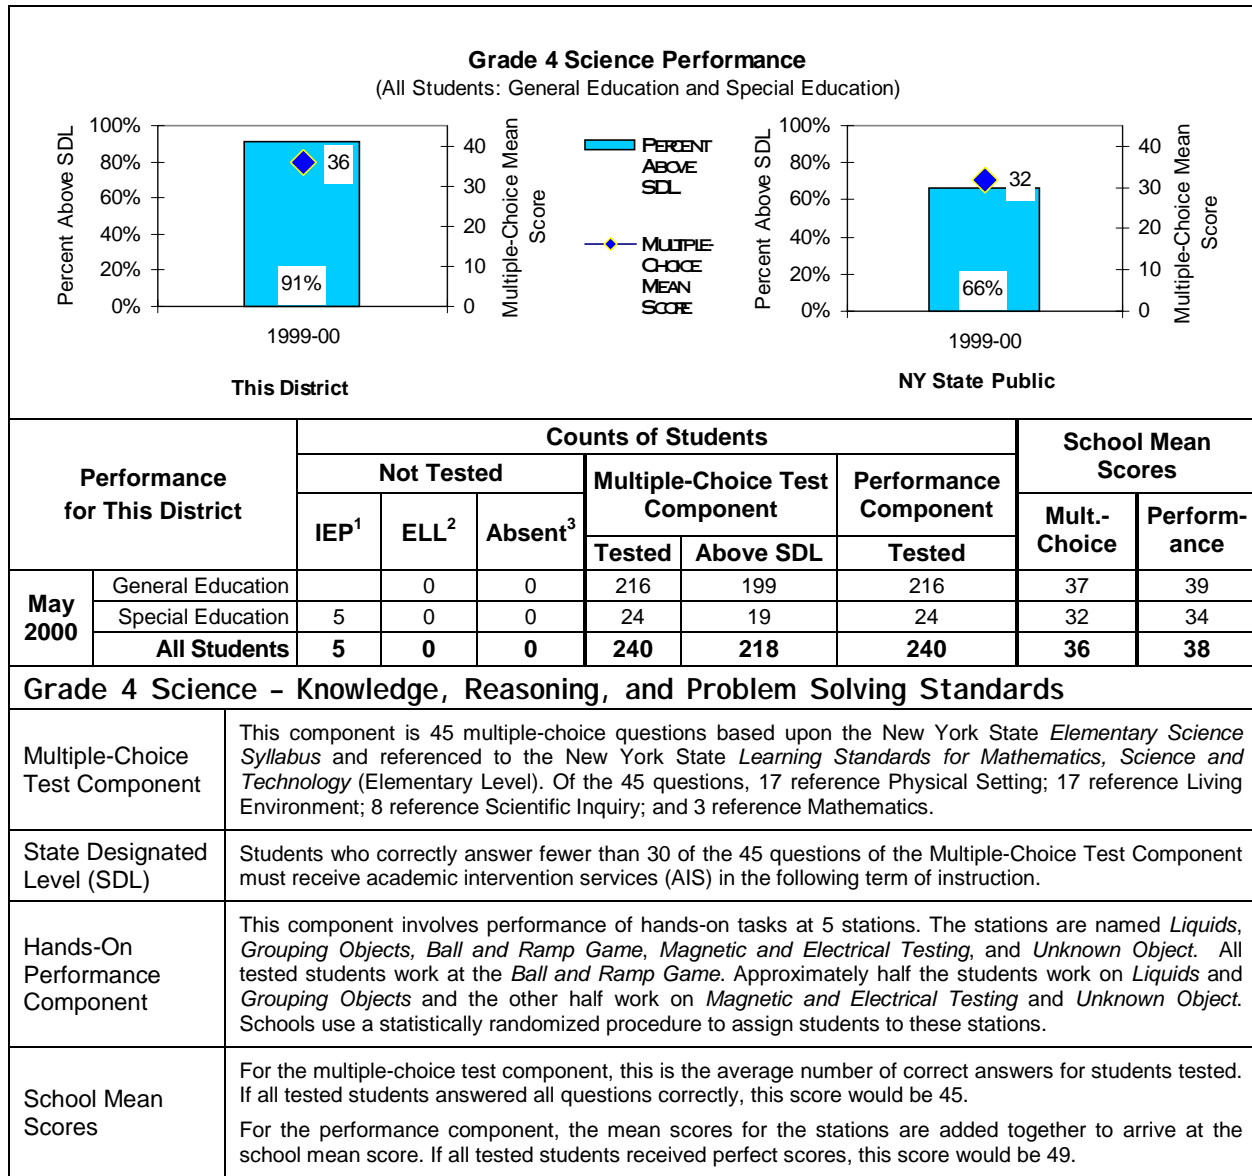 Grade 4 Science Performance
(All Students: General Education and Special Education)
Percent Above SDL
100%
80%
60%
40%
20%
0%
36
91%
40
30
20
10
0
Multiple-Choice Mean
Score
1999-00
This District
PERCENT
ABOVE
SDL
MULTIPLE-
CHOICE
MEAN
SCORE
Percent Above SDL
100%
80%
60%
40%
20%
0%
32
66%
40
30
20
10
0
Multiple-Choice Mean
Score
1999-00
NY State Public
Performance
for This District
Counts of Students
School Mean
Scores
Not Tested
Multiple-Choice Test
Component
Performance
Component
IEP1
ELL2
Absent3
Mult.-
Choice
Perform-
ance
Tested Above SDL Tested
May
2000
General Education 0 0 216 199 216 37 39
Special Education 5 0 0 24 19 24 32 34
All Students 5 0 0 240 218 240 36 38
Grade 4 Science – Knowledge, Reasoning, and Problem Solving Standards
Multiple-Choice
Test Component
This component is 45 multiple-choice questions based upon the New York State Elementary Science
Syllabus and referenced to the New York State Learning Standards for Mathematics, Science and
Technology (Elementary Level). Of the 45 questions, 17 reference Physical Setting; 17 reference Living
Environment; 8 reference Scientific Inquiry; and 3 reference Mathematics.
State Designated
Level (SDL)
Students who correctly answer fewer than 30 of the 45 questions of the Multiple-Choice Test Component
must receive academic intervention services (AIS) in the following term of instruction.
Hands-On
Performance
Component
This component involves performance of hands-on tasks at 5 stations. The stations are named Liquids,
Grouping Objects, Ball and Ramp Game, Magnetic and Electrical Testing, and Unknown Object. All
tested students work at the Ball and Ramp Game. Approximately half the students work on Liquids and
Grouping Objects and the other half work on Magnetic and Electrical Testing and Unknown Object.
Schools use a statistically randomized procedure to assign students to these stations.
School Mean
Scores
For the multiple-choice test component, this is the average number of correct answers for students tested.
If all tested students answered all questions correctly, this score would be 45.
For the performance component, the mean scores for the stations are added together to arrive at the
school mean score. If all tested students received perfect scores, this score would be 49.